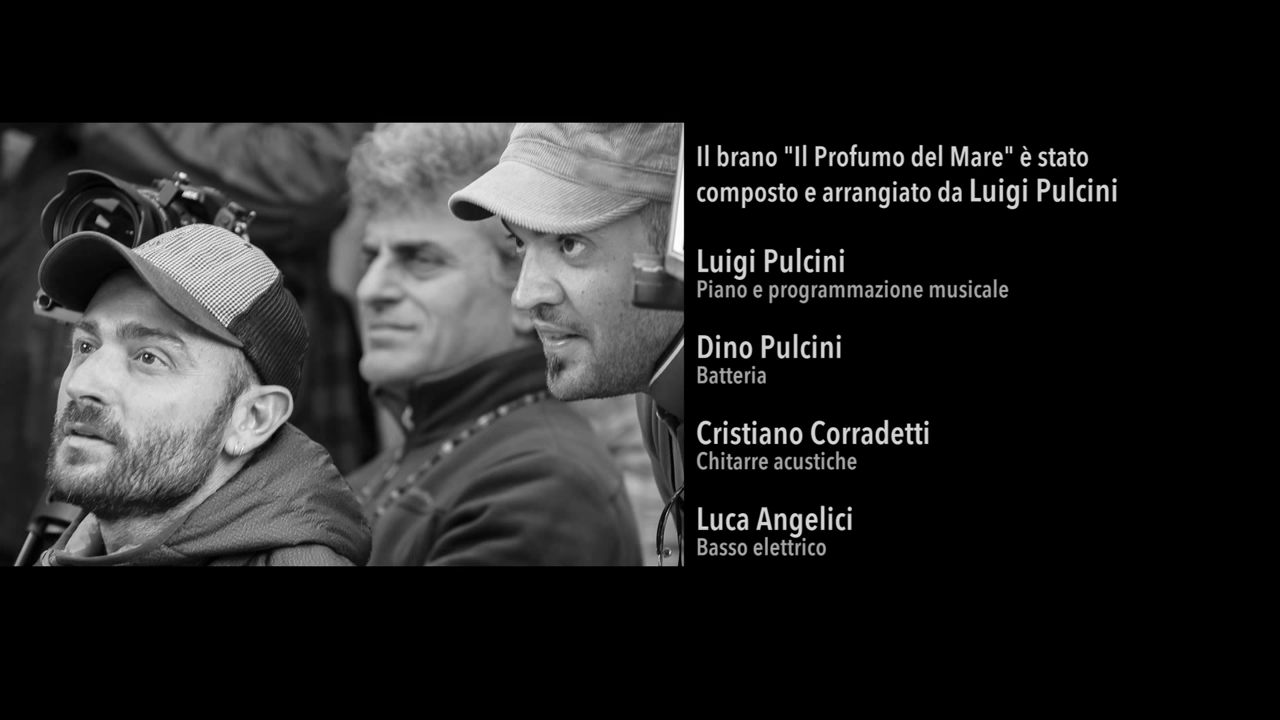 Il brano "Il Profumo del Mare" è stato
composto e arrangiato da Luigi Pulcini
Luigi Pulcini
Piano e programmazione musicale
Dino Pulcini
Batteria
Cristiano Corradetti
Chitarre acustiche
Luca Angelici
Basso elettrico